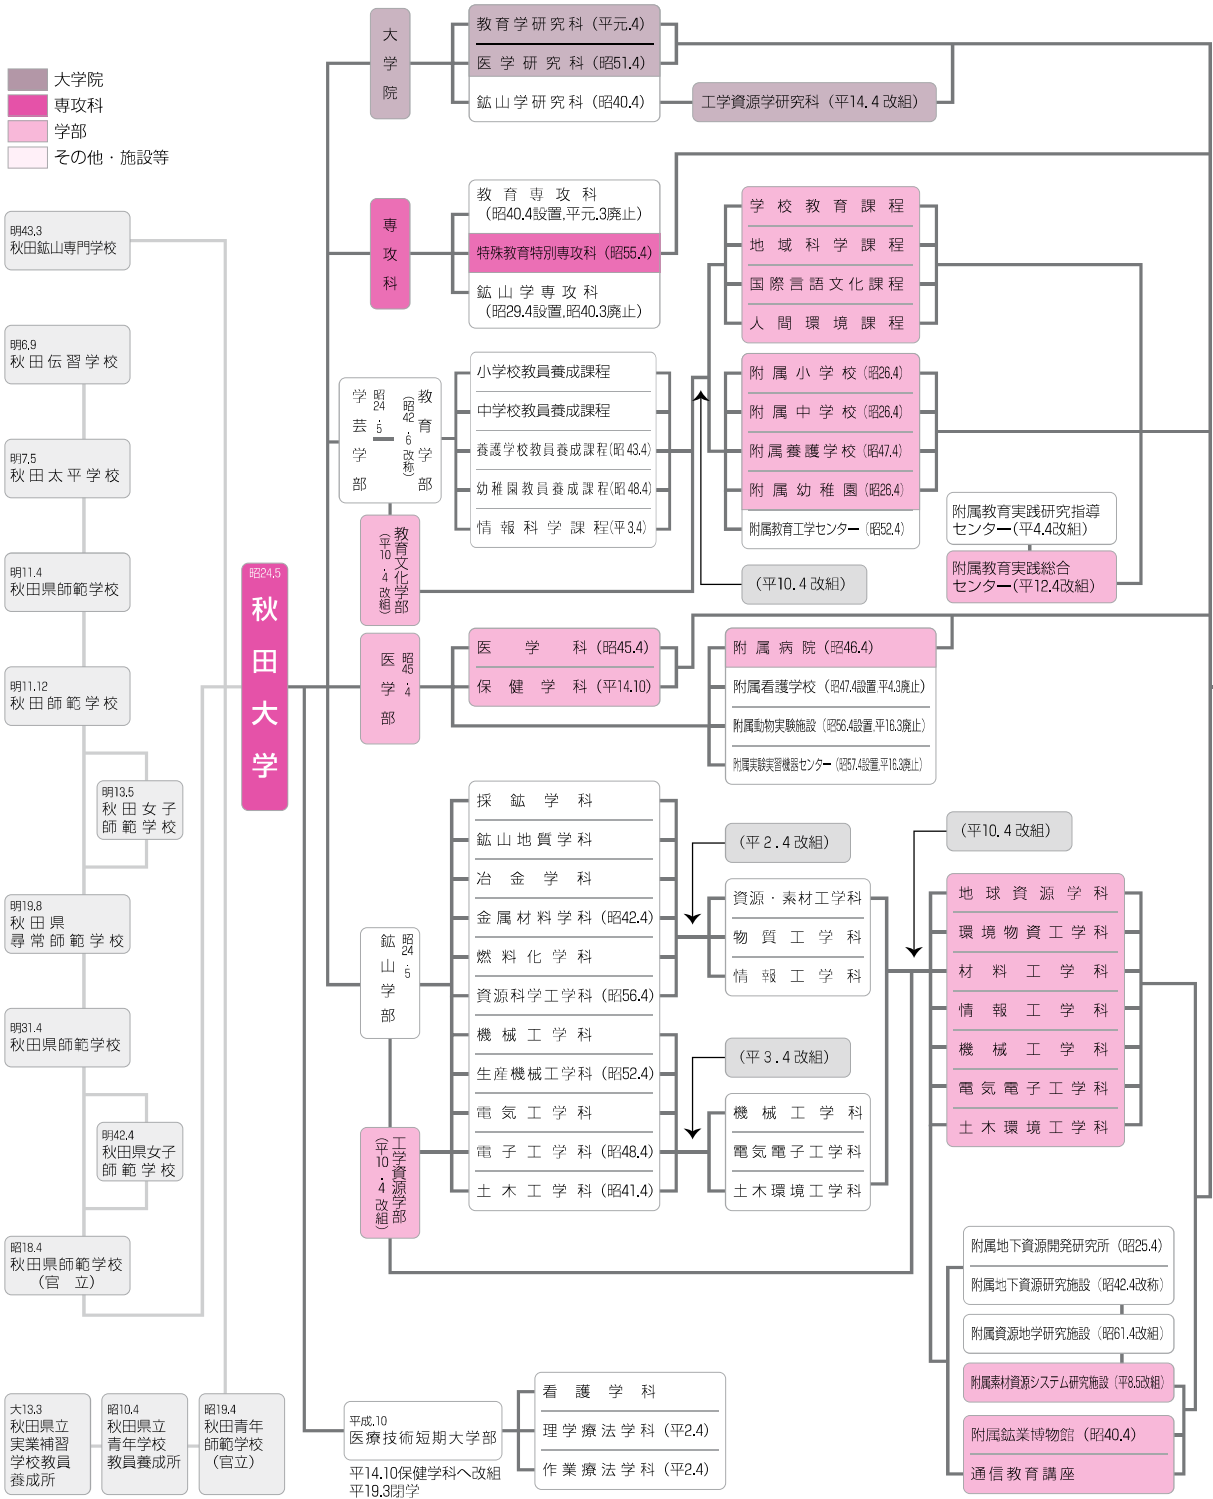 大学院
専攻科
学部
その他・施設等
明43.3
秋田鉱山専門学校
明6.9
秋田伝習学校
明7.5
秋田太平学校
明11.4
秋田県師範学校
明11.12
秋田師範学校
明13.5
秋田女子
師範学校
明19.8
秋田県
尋常師範学校
明31.4
秋田県師範学校
明42.4
秋田県女子
師範学校
昭18.4
秋田県師範学校
(官立)
大13.3
秋田県立
実業補習
学校教員
養成所
昭10.4
秋田県立
青年学校
教員養成所
昭19.4
秋田青年
師範学校
(官立)
昭24.5
秋田大学
大学院
教育学研究科(平元.4)
医学研究科(昭51.4)
鉱山学研究科(昭40.4)
工学資源学研究科(平14.4改組)
専攻科
教育専攻科
(昭40.4設置,平元.3廃止)
特殊教育特別専攻科(昭55.4)
鉱山学専攻科
(昭29.4設置,昭40.3廃止)
学芸学部
昭24.5
教育学部
(昭42.6改称)
小学校教員養成課程
中学校教員養成課程
養護学校教員養成課程(昭43.4)
幼稚園教員養成課程(昭48.4)
情報科学課程(平3.4)
教育文化学部
(平10.4改組)
学校教育課程
地域科学課程
国際言語文化課程
人間環境課程
附属小学校(昭26.4)
附属中学校(昭26.4)
附属養護学校(昭47.4)
附属幼稚園(昭26.4)
附属教育工学センター(昭52.4)
(平10.4改組)
附属教育実践研究指導
センター(平4.4改組)
附属教育実践総合
センター(平12.4改組)
医学部
昭45.4
医学科(昭45.4)
保健学科(平14.10)
附属病院(昭46.4)
附属看護学校(昭47.4設置,平4.3廃止)
附属動物実験施設(昭56.4設置,平16.3廃止)
附属実験実習機器センター(昭57.4設置,平16.3廃止)
鉱山学部
昭24.5
採鉱学科
鉱山地質学科
冶金学科
金属材料学科(昭42.4)
燃料化学科
資源科学工学科(昭56.4)
機械工学科
生産機械工学科(昭52.4)
電気工学科
電子工学科(昭48.4)
土木工学科(昭41.4)
工学資源学部
(平10.4改組)
(平2.4改組)
資源・素材工学科
物質工学科
情報工学科
(平3.4改組)
機械工学科
電気電子工学科
土木環境工学科
(平10.4改組)
地球資源学科
環境物資工学科
材料工学科
情報工学科
機械工学科
電気電子工学科
土木環境工学科
附属地下資源開発研究所(昭25.4)
附属地下資源研究施設(昭42.4改称)
附属資源地学研究施設(昭61.4改組)
附属素材資源システム研究施設(平8.5改組)
附属鉱業博物館(昭40.4)
通信教育講座
平成.10
医療技術短期大学部
平14.10保健学科へ改組
平19.3閉学
看護学科
理学療法学科(平2.4)
作業療法学科(平2.4)